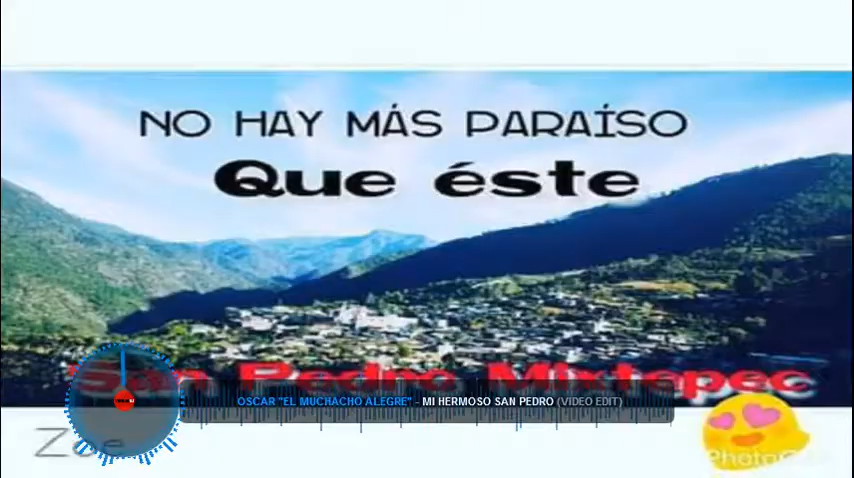 NO HAY MÁS PARAÍSO
Que éste
San Pedro Mixtepec
OSCAR "EL MUCHACHO ALEGRE" - MI HERMOSO SAN PEDRO (VIDEO EDIT)
Zoe